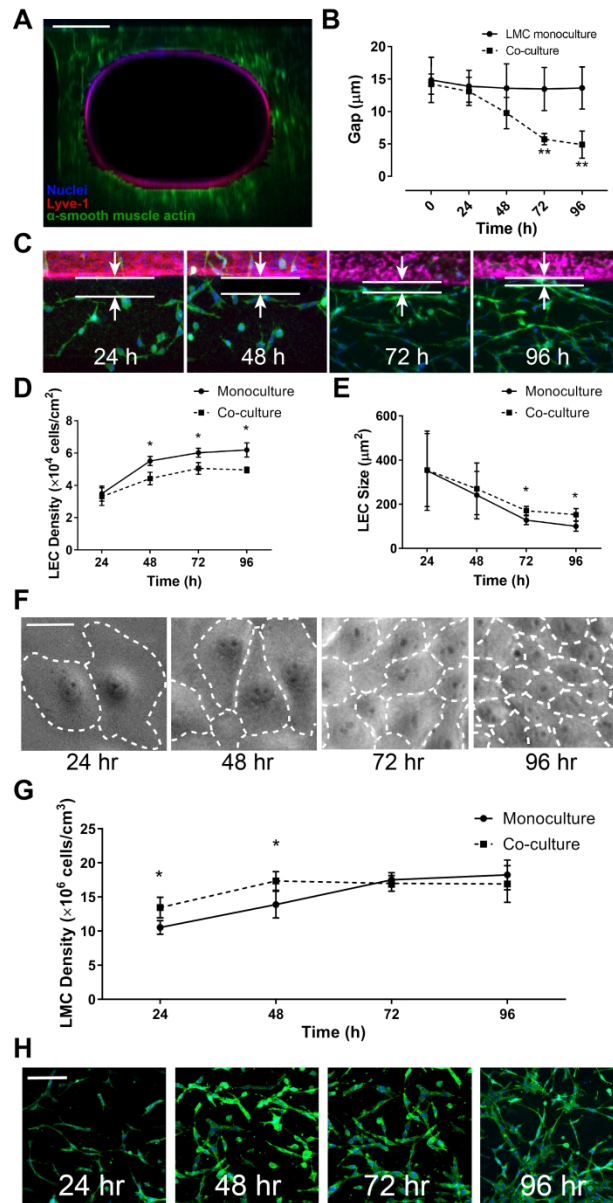 A
Nuclei
Lyve-1
α-smooth muscle actin
B
LMC monoculture
Co-culture
Gap (μm)
20
15
10
5
0
**
**
0
24
48
72
96
Time (h)
C
24 h
48 h
72 h
96 h
D
Monoculture
Co-culture
LEC Density (×10⁴ cells/cm²)
8
6
4
2
0
*
*
*
24
48
72
96
Time (h)
E
Monoculture
Co-culture
LEC Size (μm²)
600
400
200
0
*
*
24
48
72
96
Time (h)
F
24 hr
48 hr
72 hr
96 hr
G
Monoculture
Co-culture
LMC Density (×10⁶ cells/cm³)
25
20
15
10
5
0
*
*
24
48
72
96
Time (h)
H
24 hr
48 hr
72 hr
96 hr